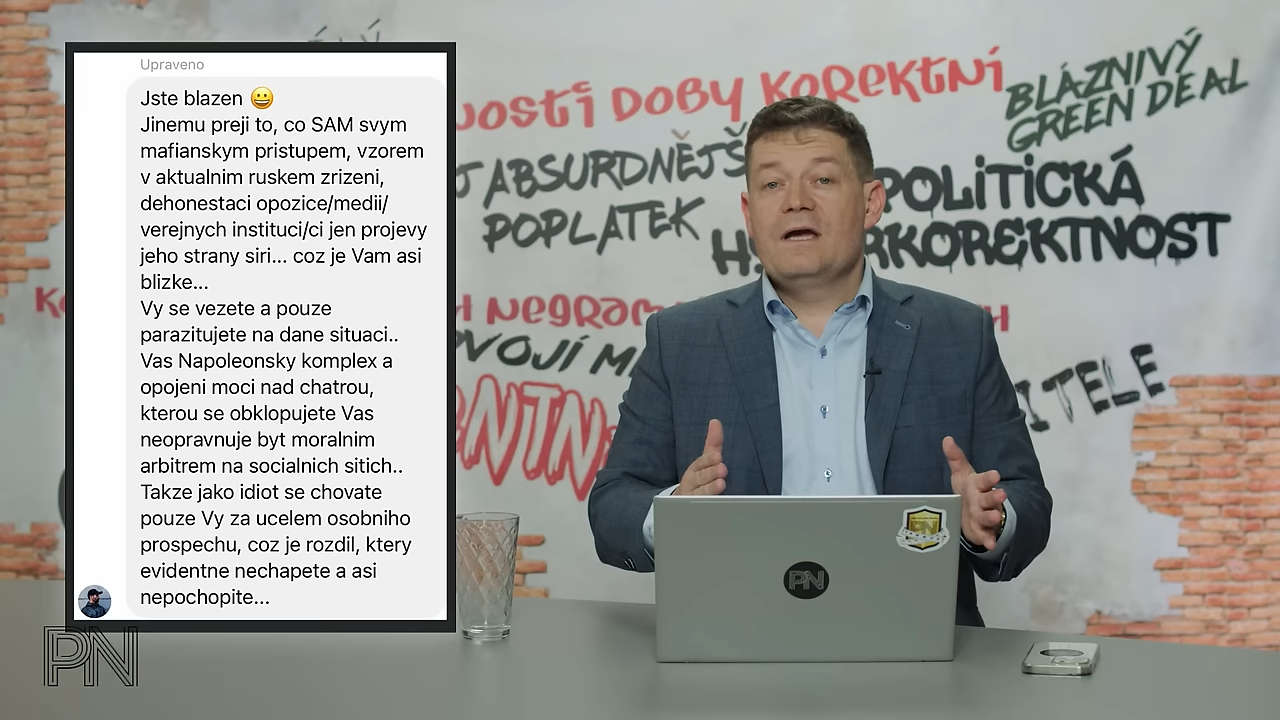 Upraveno
Jste blazen 😀
Jinemu preji to, co SAM svym
mafianskym pristupem, vzorem
v aktualnim ruskem zrizeni,
dehonestaci opozice/medii/
verejnych instituci/ci jen projevy
jeho strany siri... coz je Vam asi
blizke...
Vy se vezete a pouze
parazitujete na dane situaci..
Vas Napoleonsky komplex a
opojeni moci nad chatrou,
kterou se obklopujete Vas
neopravnuje byt moralnim
arbitrem na socialnich sitich..
Takze jako idiot se chovate
pouze Vy za ucelem osobniho
prospechu, coz je rozdil, ktery
evidentne nechapete a asi
nepochopite...
DOBY KOREKTNÍ
BLÁZNIVÝ
GREEN DEAL
POPLATEK
POLITICKÁ
PN
PN